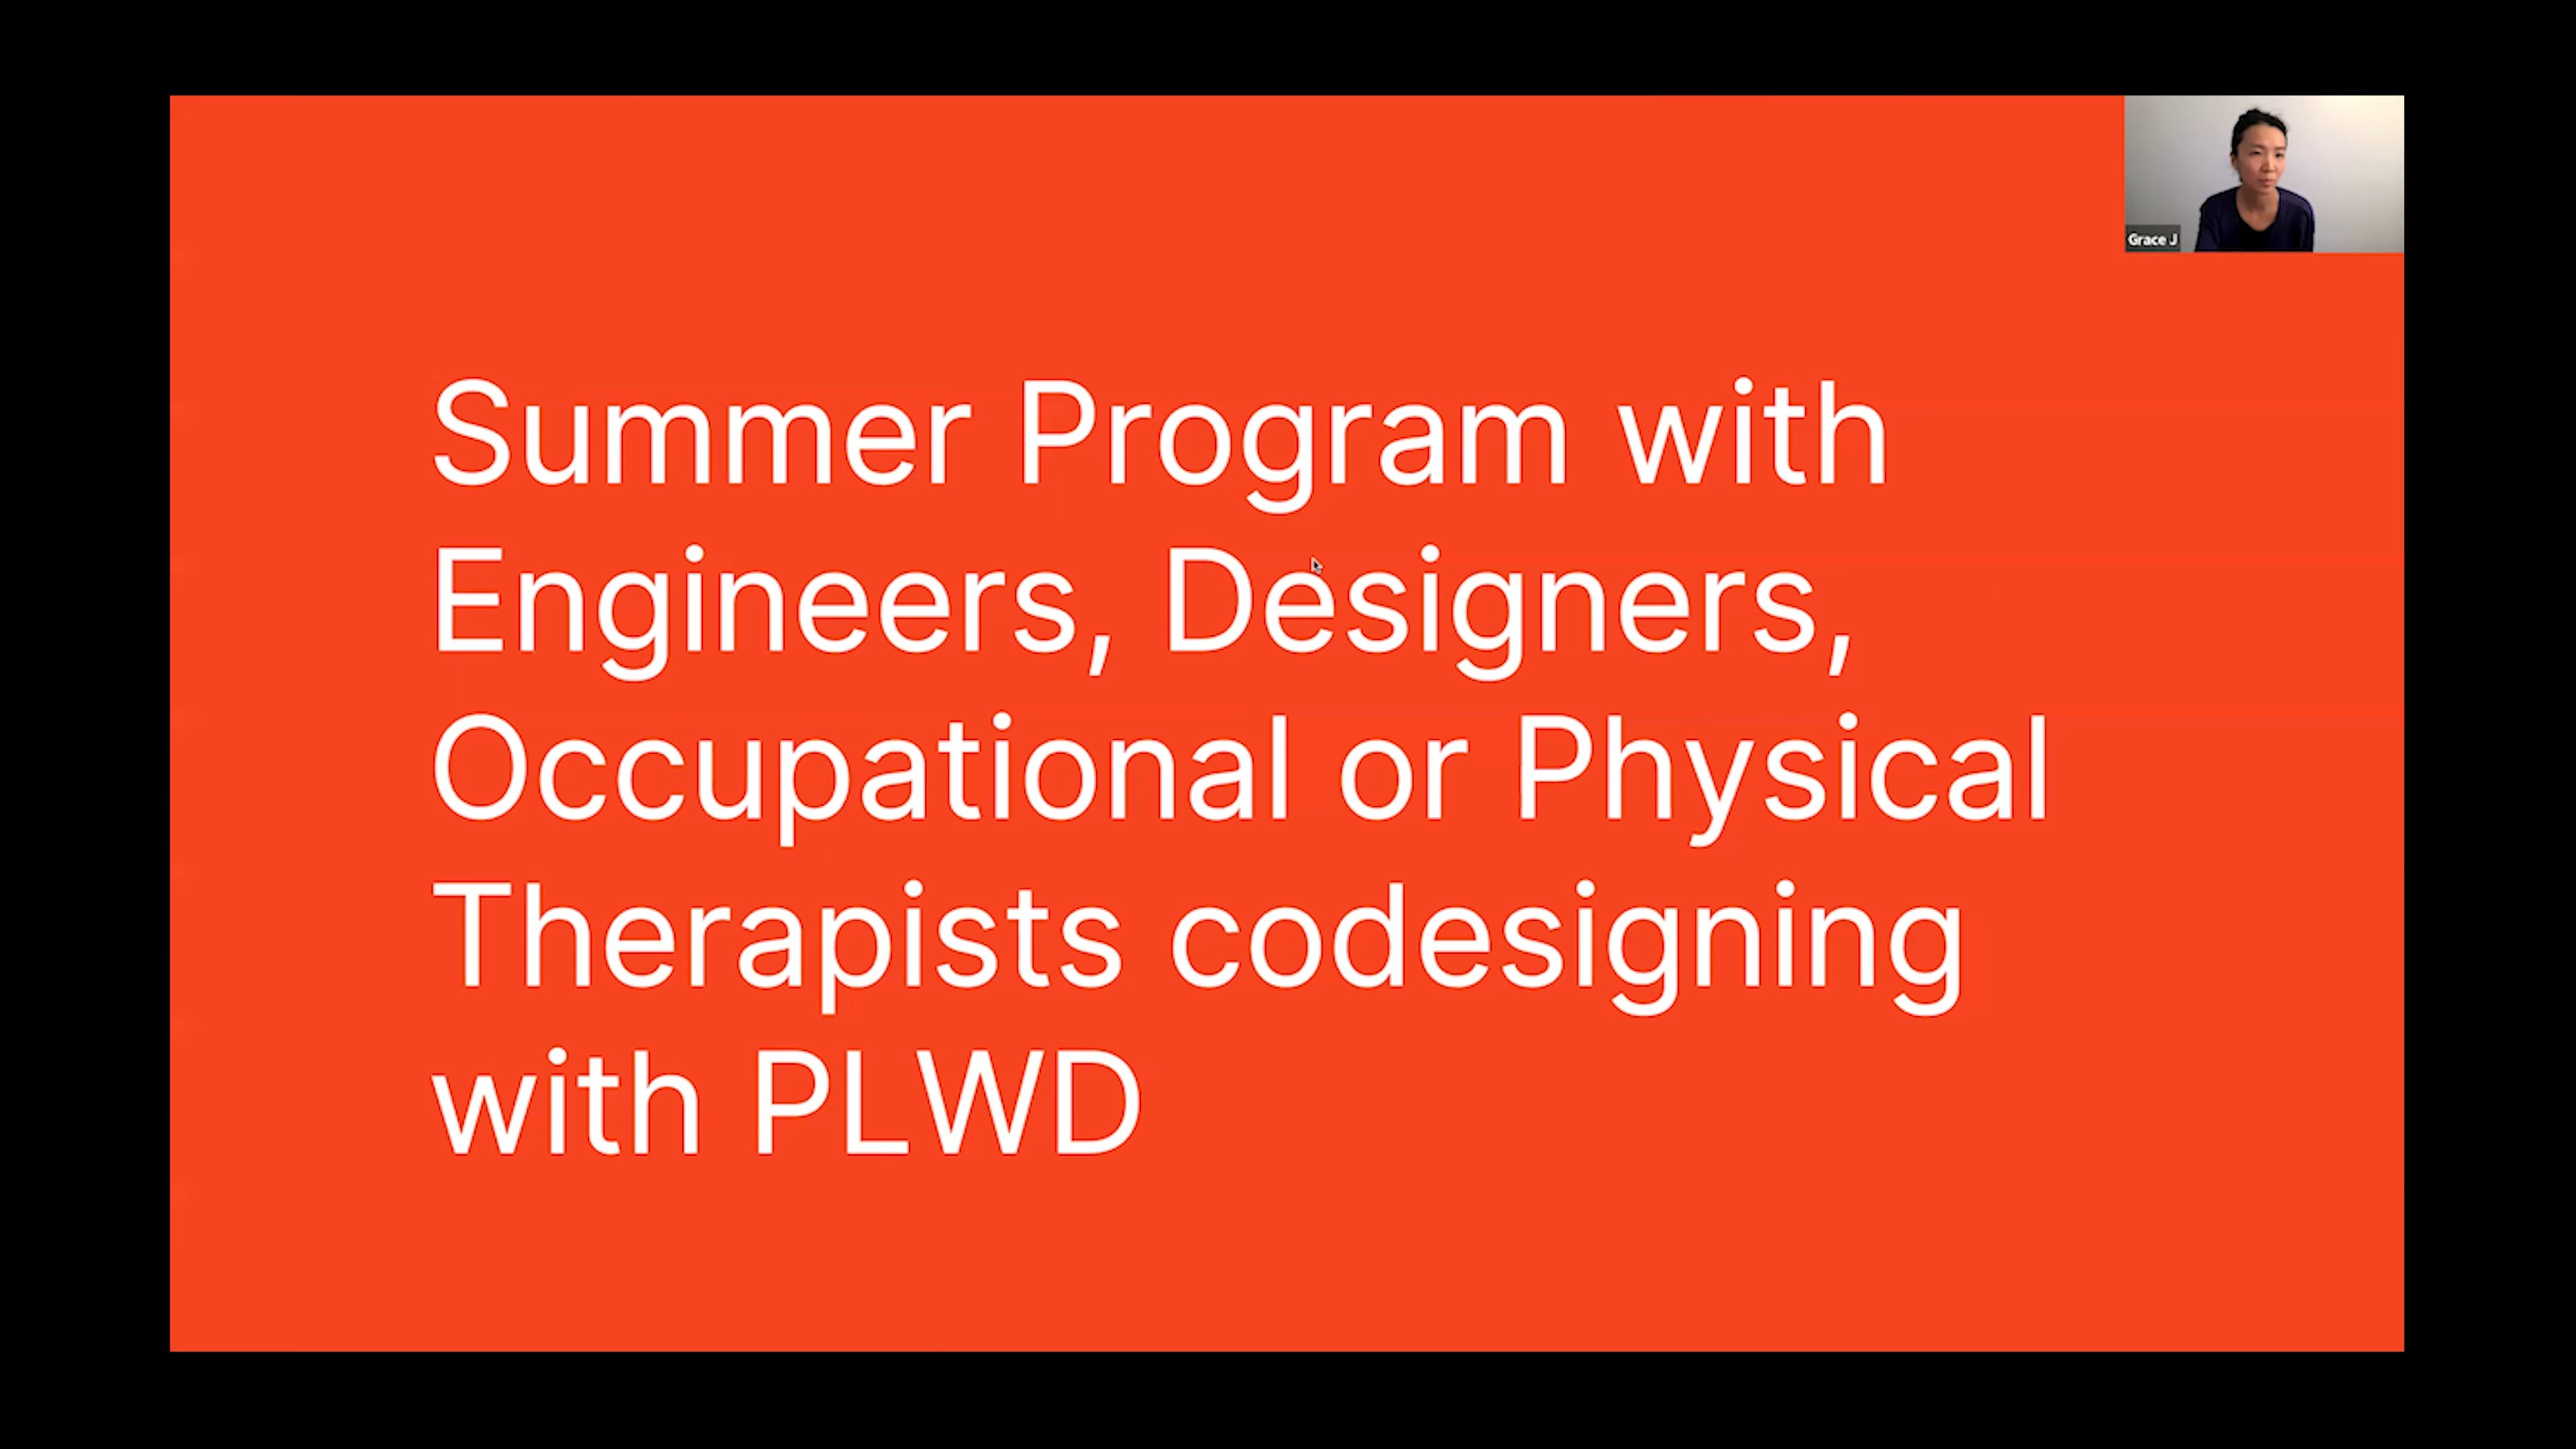 Grace J
Summer Program with
Engineers, Designers,
Occupational or Physical
Therapists codesigning
with PLWD